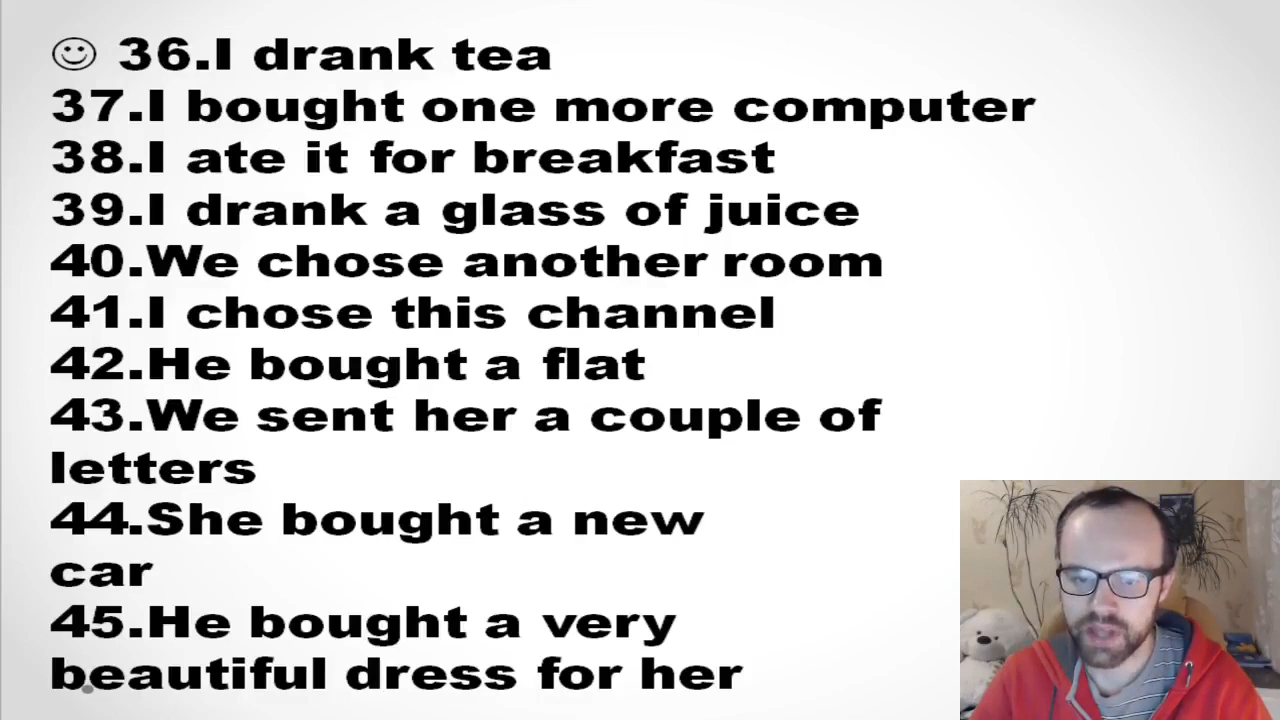 ☺ 36.I drank tea
37.I bought one more computer
38.I ate it for breakfast
39.I drank a glass of juice
40.We chose another room
41.I chose this channel
42.He bought a flat
43.We sent her a couple of
letters
44.She bought a new
car
45.He bought a very
beautiful dress for her